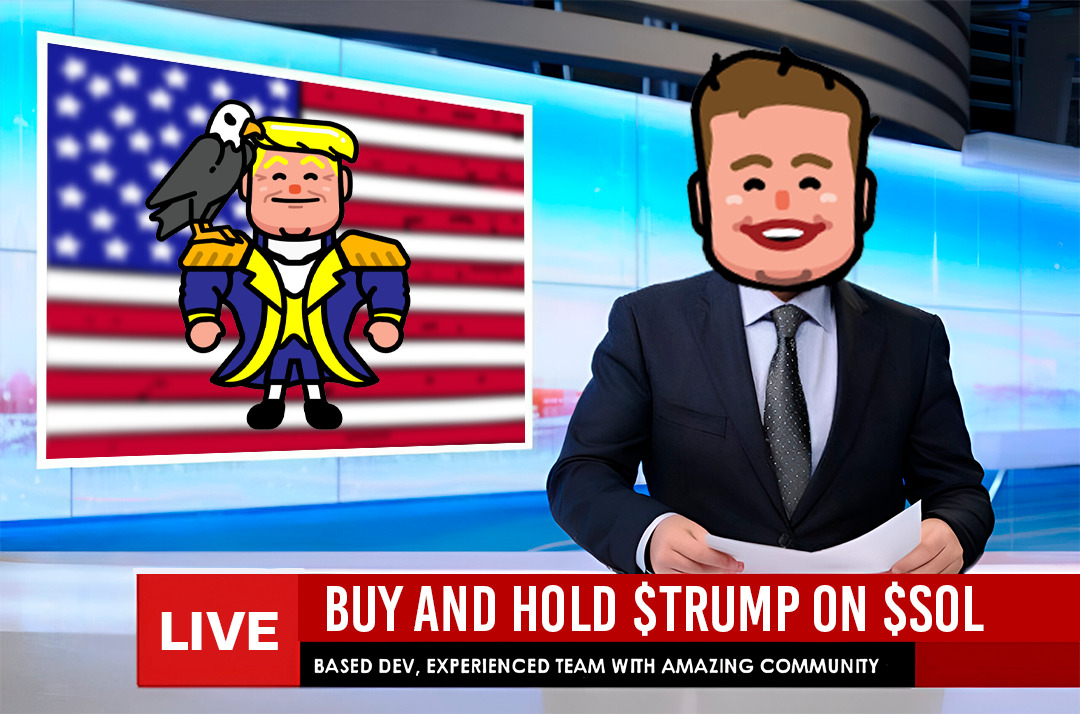 LIVE
BUY AND HOLD $TRUMP ON $SOL
BASED DEV, EXPERIENCED TEAM WITH AMAZING COMMUNITY